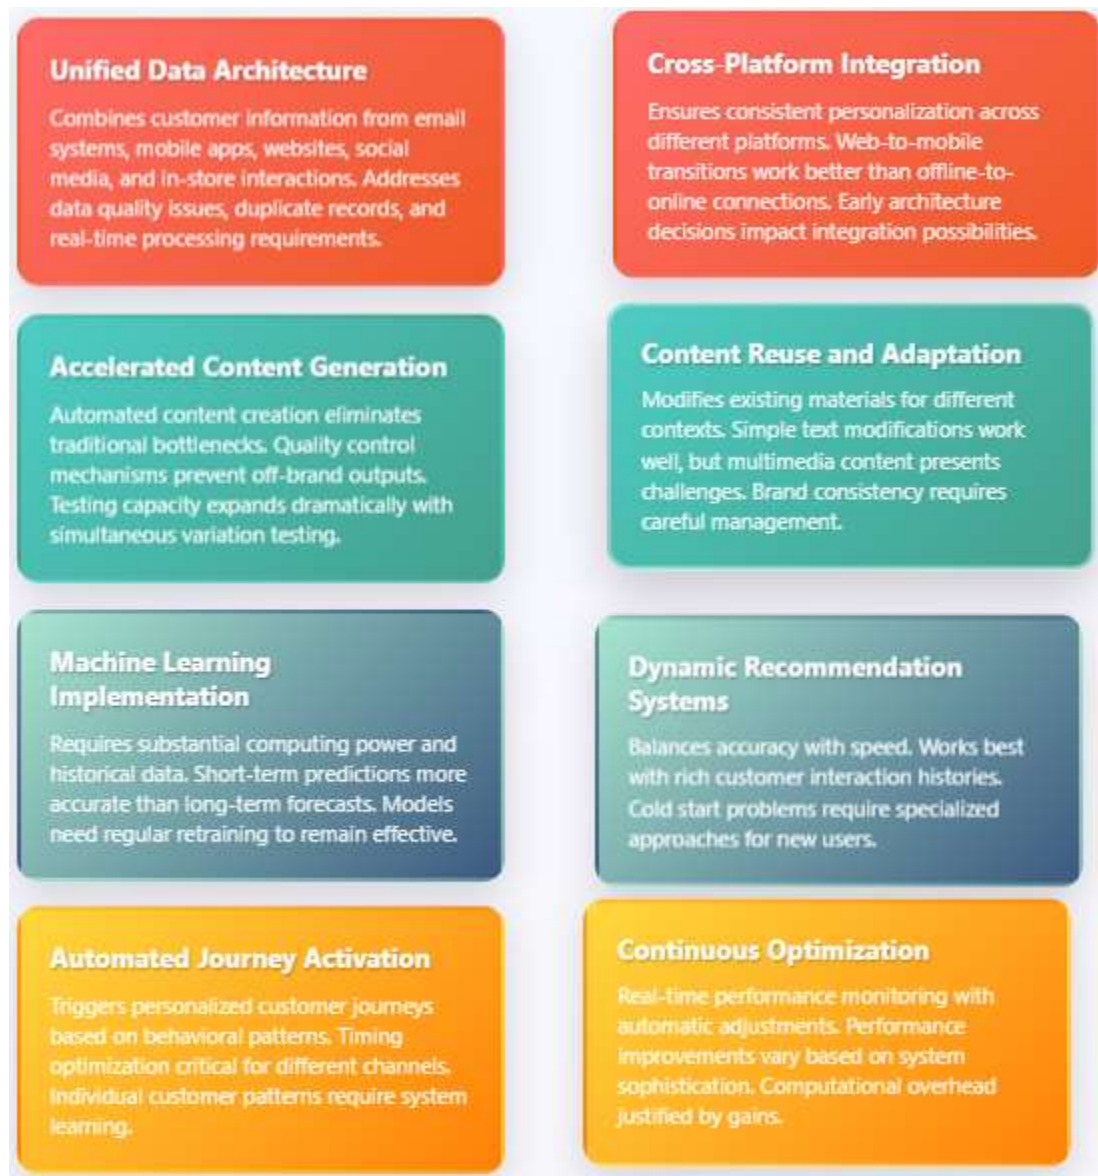 Unified Data Architecture
Combines customer information from email
systems, mobile apps, websites, social
media, and in-store interactions. Addresses
data quality issues, duplicate records, and
real-time processing requirements.
Cross-Platform Integration
Ensures consistent personalization across
different platforms. Web-to-mobile
transitions work better than offline-to-
online connections. Early architecture
decisions impact integration possibilities.
Accelerated Content Generation
Automated content creation eliminates
traditional bottlenecks. Quality control
mechanisms prevent off-brand outputs.
Testing capacity expands dramatically with
simultaneous variation testing.
Content Reuse and Adaptation
Modifies existing materials for different
contexts. Simple text modifications work
well, but multimedia content presents
challenges. Brand consistency requires
careful management.
Machine Learning
Implementation
Requires substantial computing power and
historical data. Short-term predictions more
accurate than long-term forecasts. Models
need regular retraining to remain effective.
Dynamic Recommendation
Systems
Balances accuracy with speed. Works best
with rich customer interaction histories.
Cold start problems require specialized
approaches for new users.
Automated Journey Activation
Triggers personalized customer journeys
based on behavioral patterns. Timing
optimization critical for different channels.
Individual customer patterns require system
learning.
Continuous Optimization
Real-time performance monitoring with
automatic adjustments. Performance
improvements vary based on system
sophistication. Computational overhead
justified by gains.